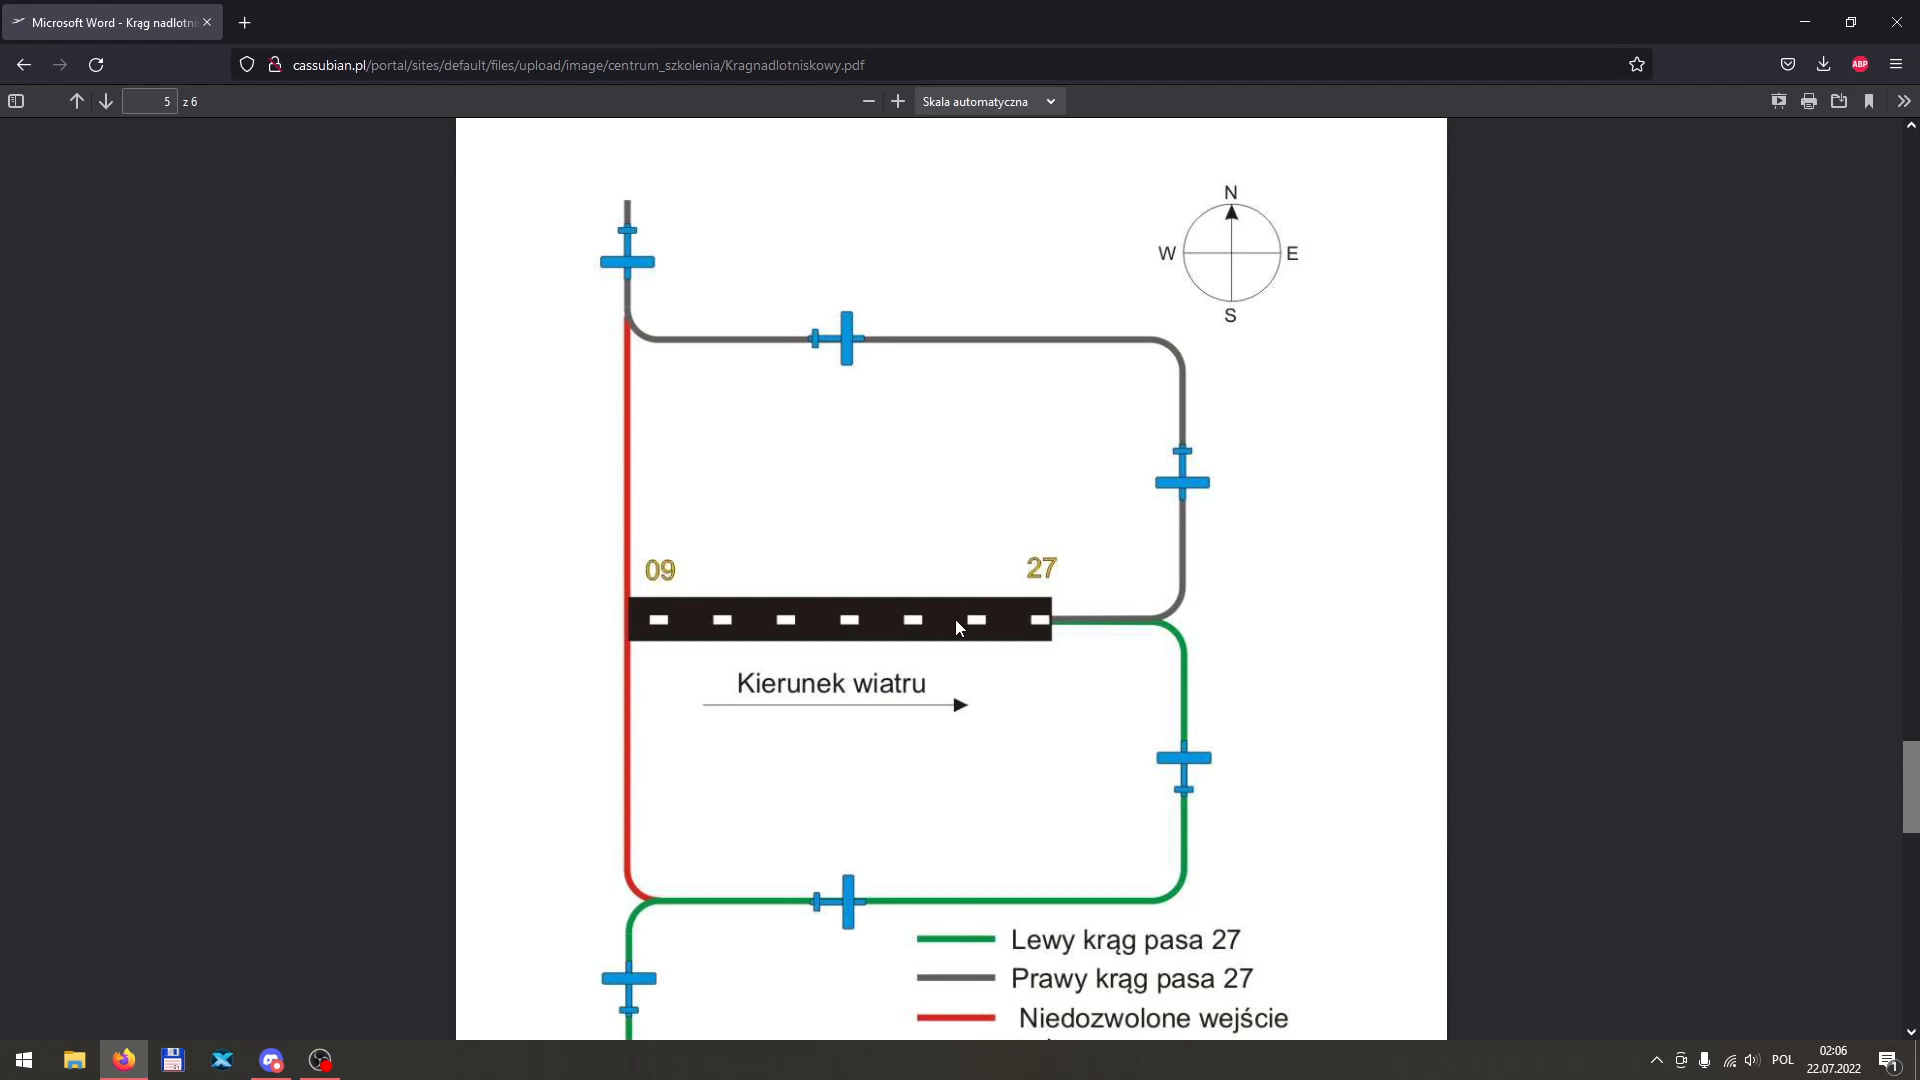 Microsoft Word - Krąg nadlotni
cassubian.pl/portal/sites/default/files/upload/image/centrum_szkolenia/Kragnadlotniskowy.pdf
ABP
5 z 6
Skala automatyczna
N
W E
S
09 27
Kierunek wiatru
Lewy krąg pasa 27
Prawy krąg pasa 27
Niedozwolone wejście
POL
02:06
22.07.2022
1